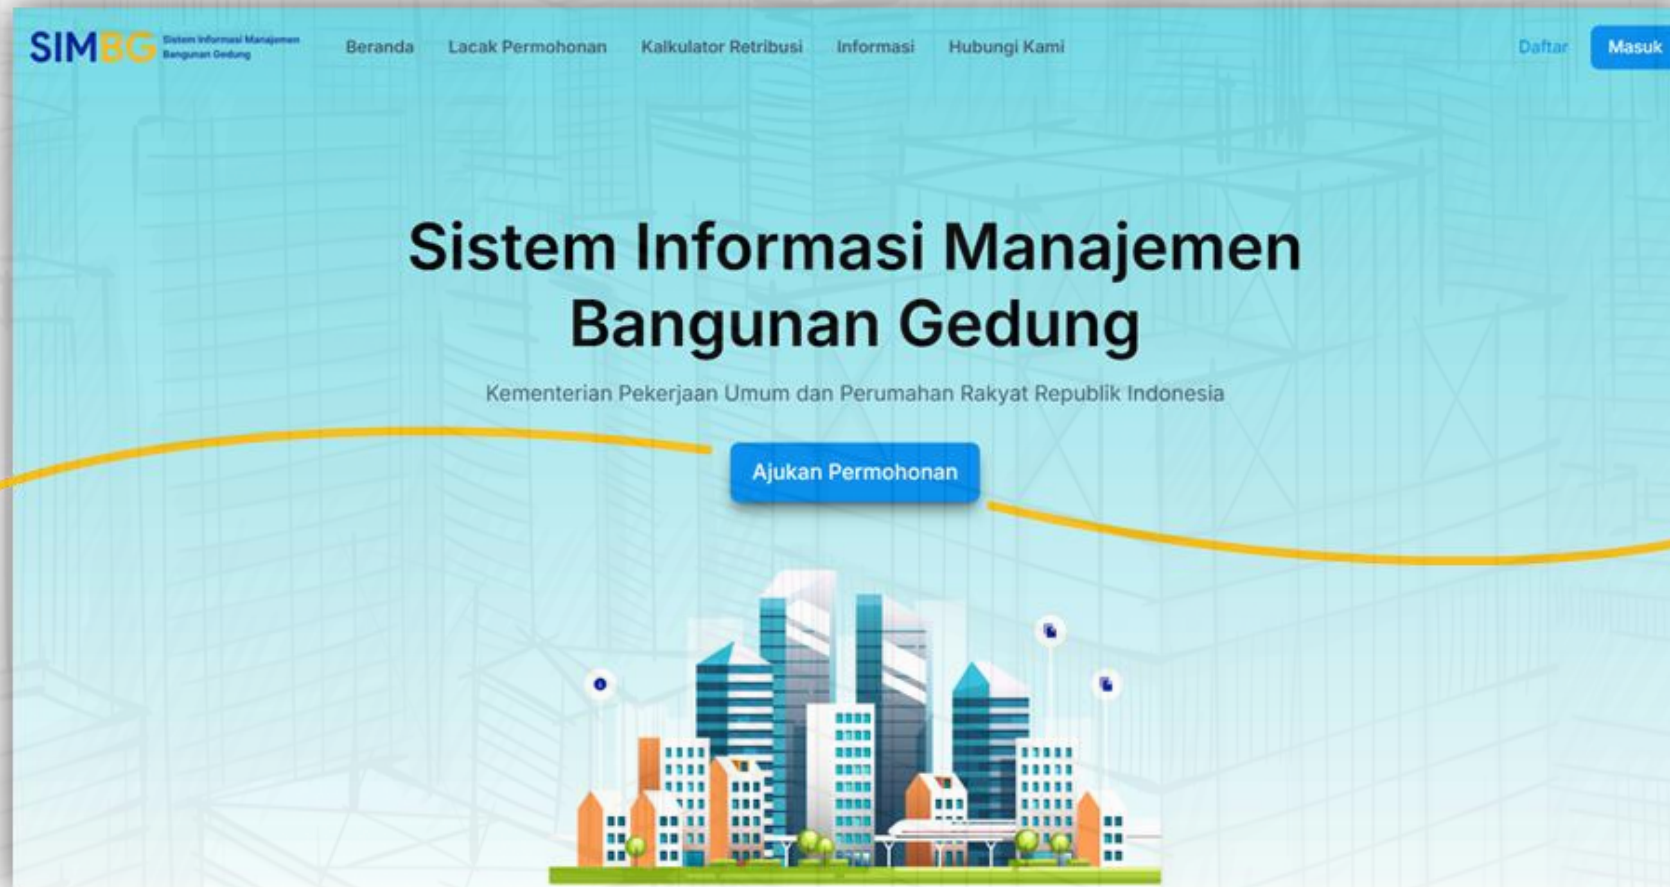 SIMBG
Sistem Informasi Manajemen
Bangunan Gedung
Beranda
Lacak Permohonan
Kalkulator Retribusi
Informasi
Hubungi Kami
Daftar
Masuk
Sistem Informasi Manajemen
Bangunan Gedung
Kementerian Pekerjaan Umum dan Perumahan Rakyat Republik Indonesia
Ajukan Permohonan